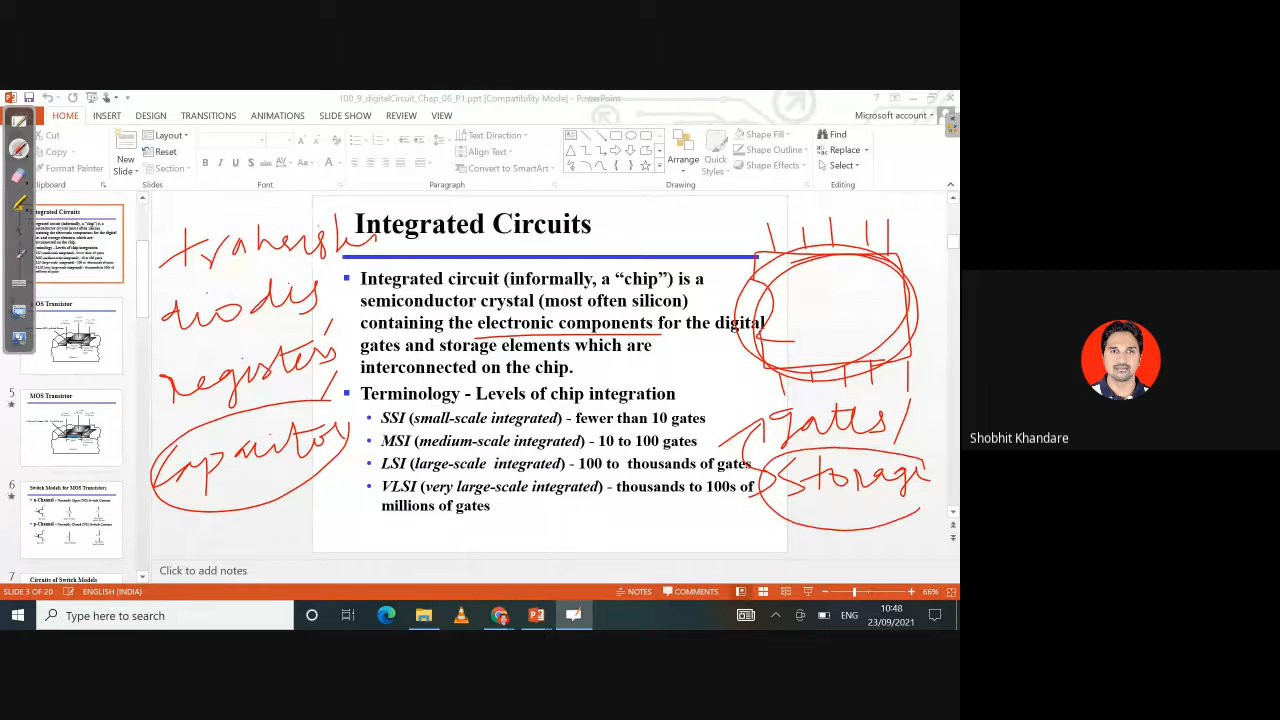 100_9_digitalCircuit_Chap_06_P1.ppt [Compatibility Mode] - PowerPoint
HOME INSERT DESIGN TRANSITIONS ANIMATIONS SLIDE SHOW REVIEW VIEW Microsoft account
Cut
Copy
Format Painter
New
Slide
Layout
Reset
Section
Text Direction
Align Text
Convert to SmartArt
Arrange
Quick
Styles
Shape Fill
Shape Outline
Shape Effects
Find
Replace
Select
Slides Font Paragraph Drawing Editing
Integrated Circuits
Integrated circuit (informally, a “chip”) is a
semiconductor crystal (most often silicon)
containing the electronic components for the digital
gates and storage elements which are
interconnected on the chip.
Terminology - Levels of chip integration
SSI (small-scale integrated) - fewer than 10 gates
MSI (medium-scale integrated) - 10 to 100 gates
LSI (large-scale integrated) - 100 to thousands of gates
VLSI (very large-scale integrated) - thousands to 100s of
millions of gates
diodes
registers
Capacitor
gates
Storage
MOS Transistor
5
MOS Transistor
6
Switch Models for MOS Transistors
7
Circuits of Switch Models
Click to add notes
SLIDE 3 OF 20 ENGLISH (INDIA) NOTES COMMENTS 66%
Type here to search
ENG
10:48
23/09/2021
Shobhit Khandare